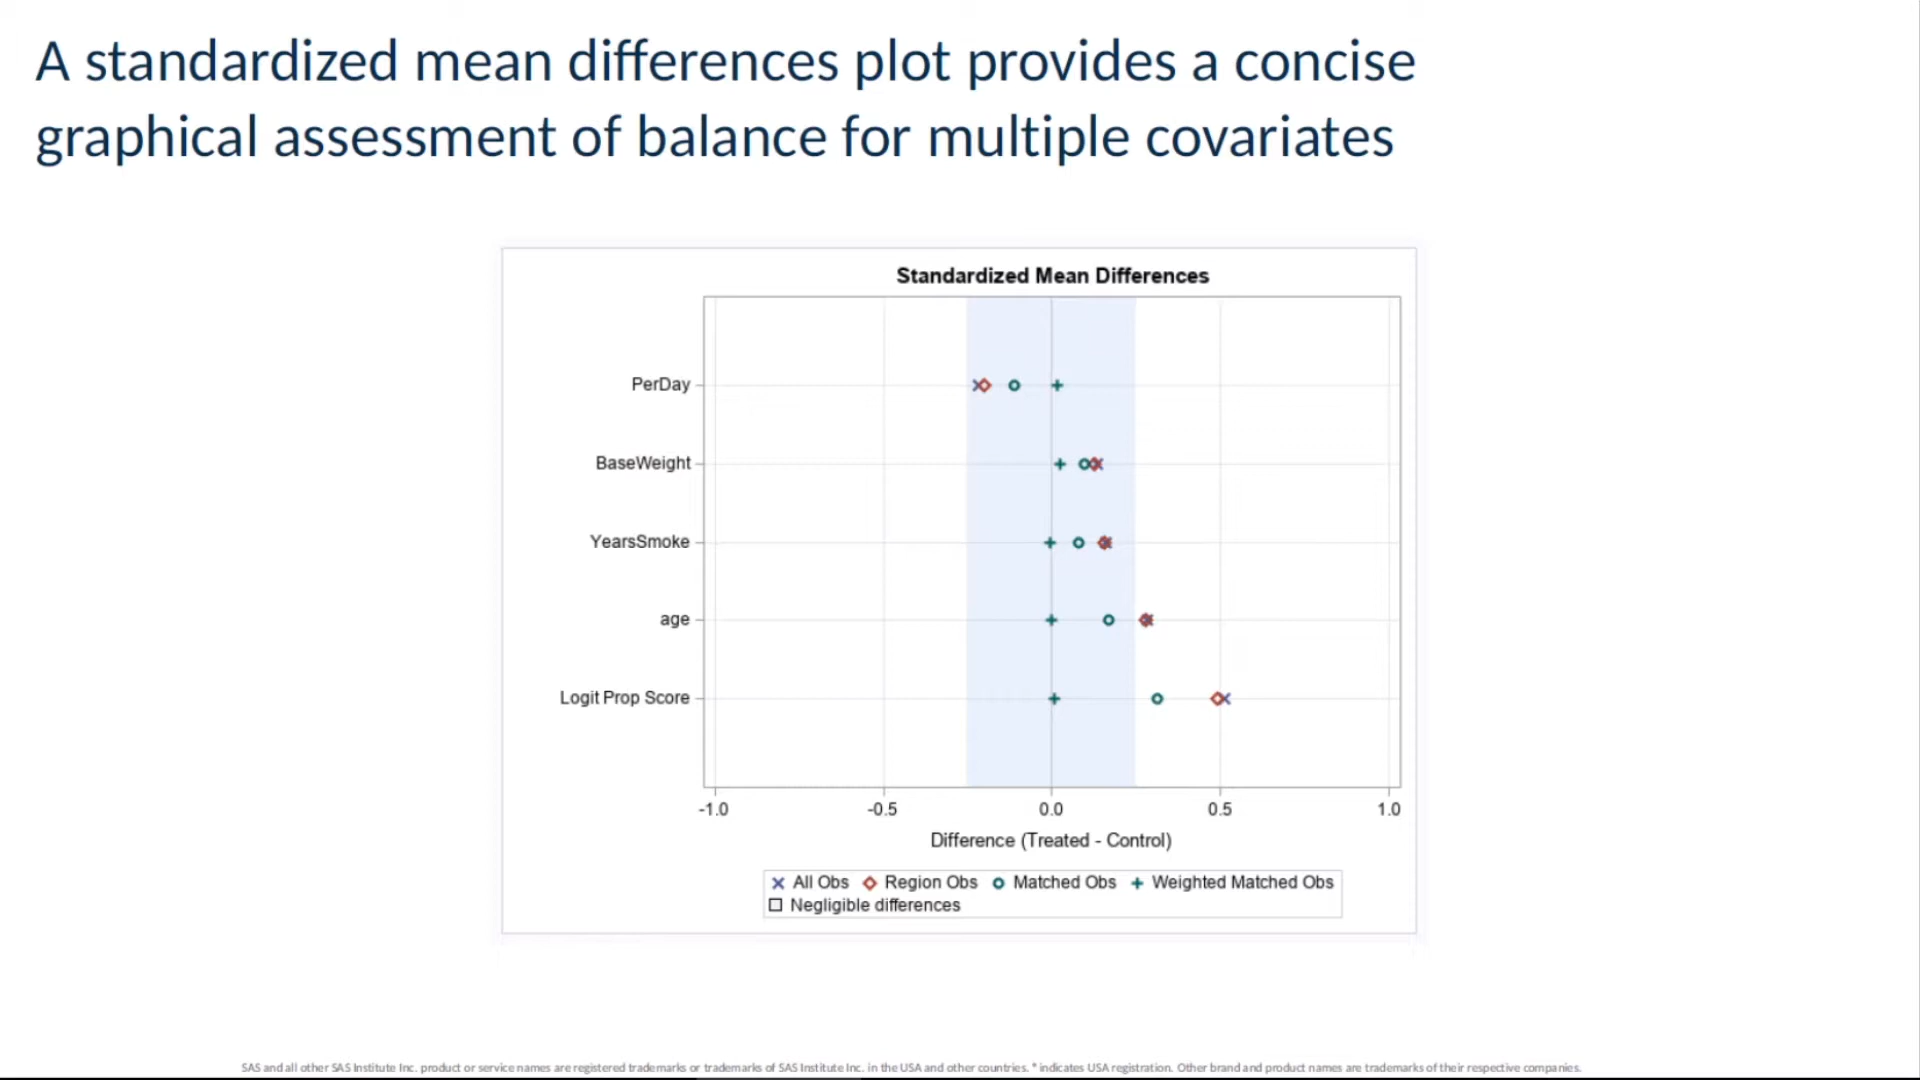 A standardized mean differences plot provides a concise
graphical assessment of balance for multiple covariates
Standardized Mean Differences
PerDay
BaseWeight
YearsSmoke
age
Logit Prop Score
-1.0 -0.5 0.0 0.5 1.0
Difference (Treated - Control)
All Obs Region Obs Matched Obs Weighted Matched Obs
Negligible differences
SAS and all other SAS Institute Inc. product or service names are registered trademarks or trademarks of SAS Institute Inc. in the USA and other countries. ® indicates USA registration. Other brand and product names are trademarks of their respective companies.